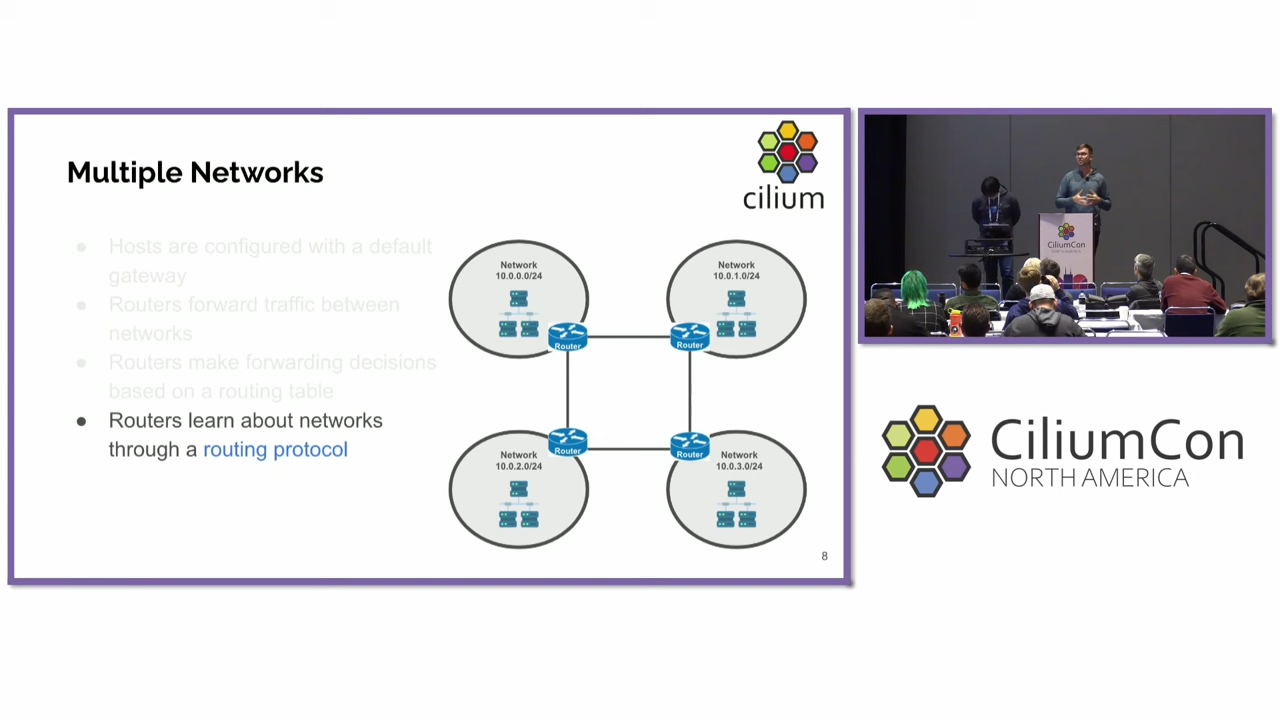 Multiple Networks
cilium
● Hosts are configured with a default
gateway
● Routers forward traffic between
networks
● Routers make forwarding decisions
based on a routing table
● Routers learn about networks
through a routing protocol
Network
10.0.0.0/24
Router
Network
10.0.1.0/24
Router
Network
10.0.2.0/24
Router
Network
10.0.3.0/24
Router
8
CiliumCon
NORTH AMERICA
CiliumCon
NORTH AMERICA